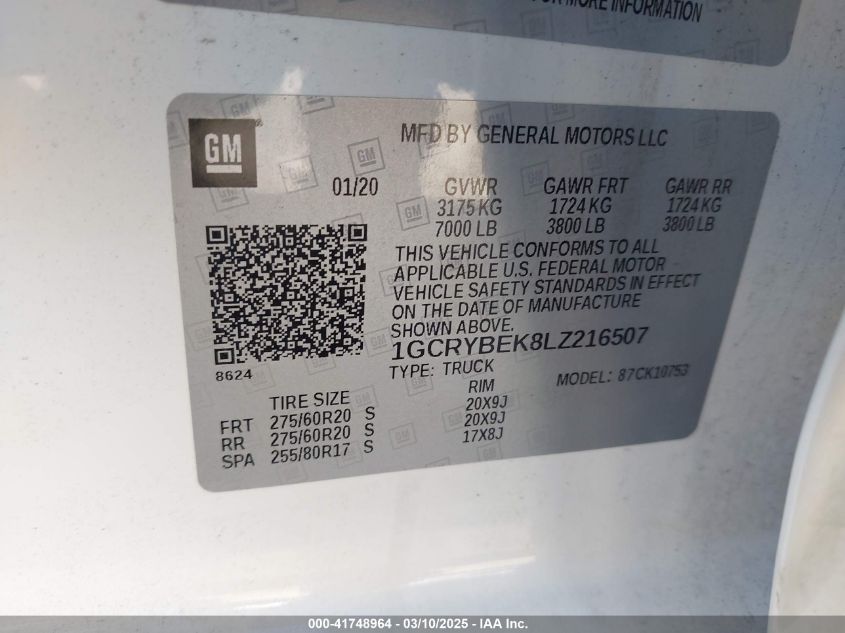 FOR MORE INFORMATION
GM
MFD BY GENERAL MOTORS LLC
01/20 GVWR GAWR FRT GAWR RR
3175 KG 1724 KG 1724 KG
7000 LB 3800 LB 3800 LB
THIS VEHICLE CONFORMS TO ALL
APPLICABLE U.S. FEDERAL MOTOR
VEHICLE SAFETY STANDARDS IN EFFECT
ON THE DATE OF MANUFACTURE
SHOWN ABOVE.
1GCRYBEK8LZ216507
8624
TYPE: TRUCK MODEL: 87CK10753
TIRE SIZE RIM
FRT 275/60R20 S 20X9J
RR 275/60R20 S 20X9J
SPA 255/80R17 S 17X8J
000-41748964 — 03/10/2025 — IAA Inc.